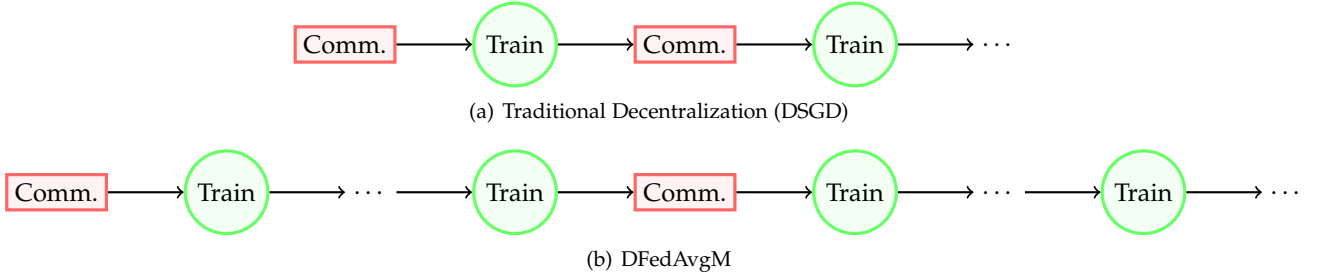 Comm. Train Comm. Train ···
(a) Traditional Decentralization (DSGD)
Comm. Train ··· Train Comm. Train ··· Train ···
(b) DFedAvgM